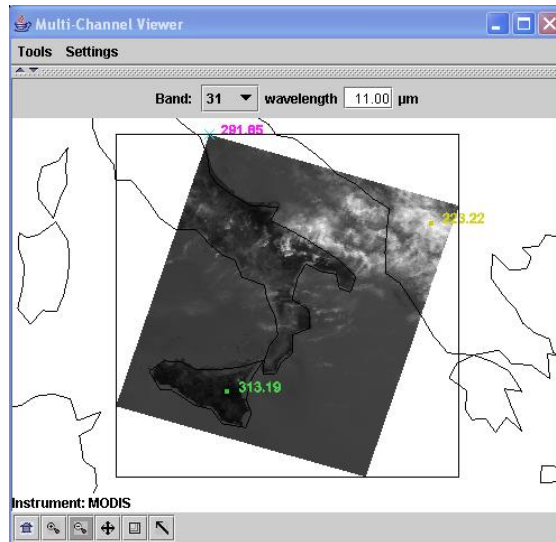 Multi-Channel Viewer
Tools Settings
Band: 31 wavelength 11.00 μm
291.85
223.22
313.19
Instrument: MODIS